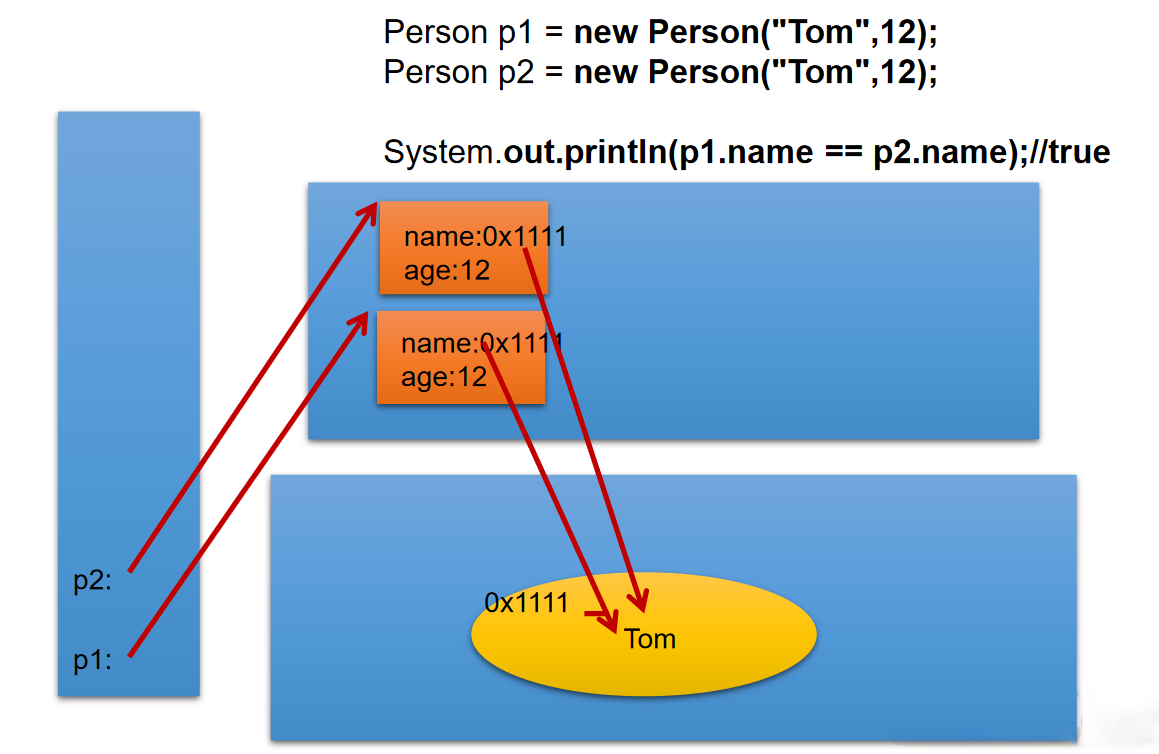 Person p1 = new Person("Tom",12);
Person p2 = new Person("Tom",12);
System.out.println(p1.name == p2.name);//true
name:0x1111
age:12
name:0x1111
age:12
p2:
p1:
0x1111
Tom